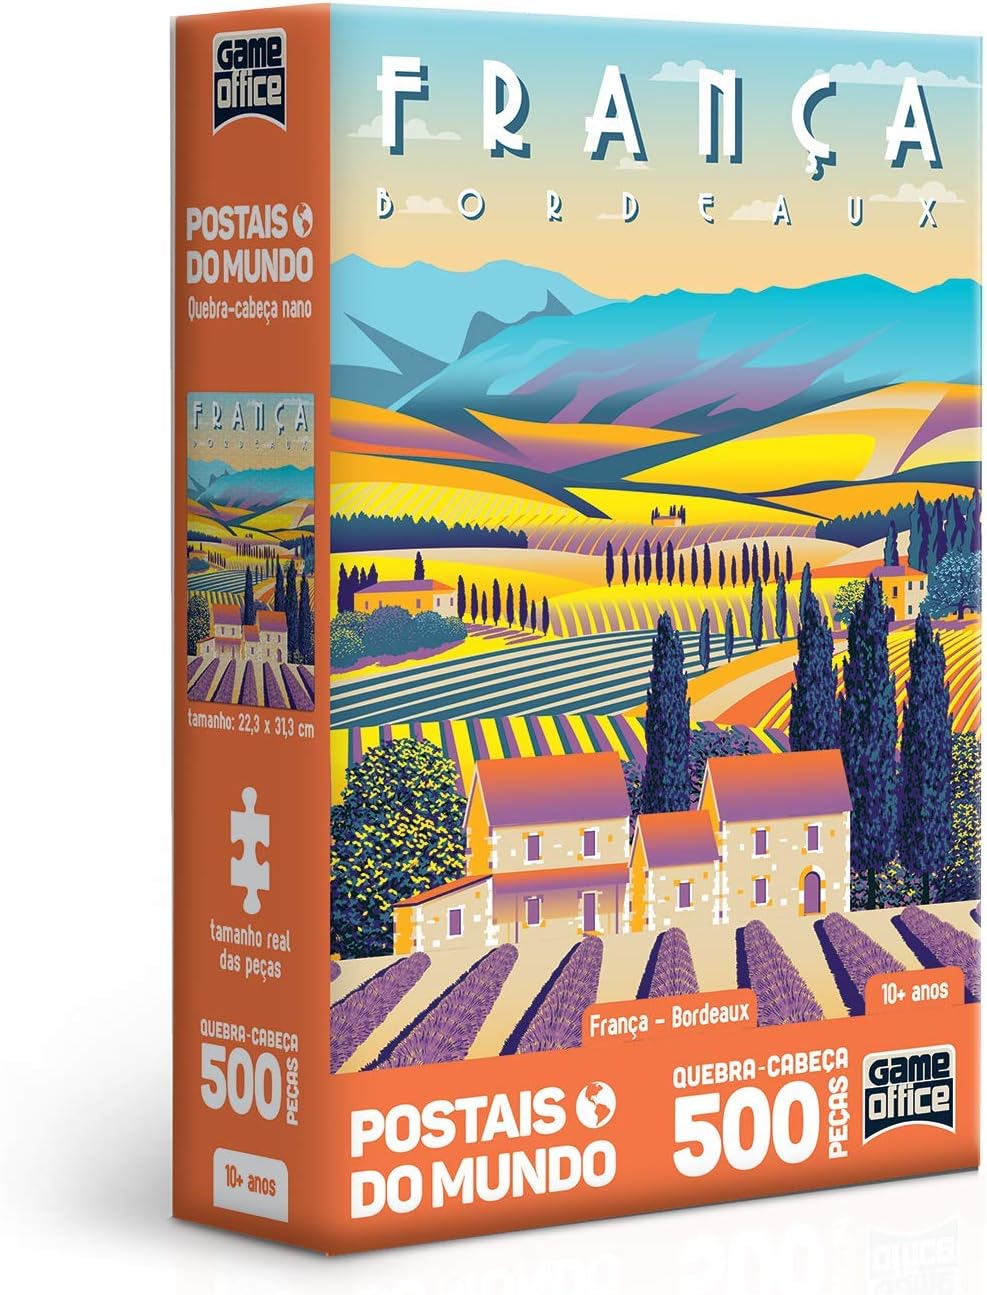 Game
Office
POSTAIS
DO MUNDO
Quebra-cabeça nano
FRANÇA
BORDEAUX
tamanho: 22,3 x 31,3 cm
tamanho real
das peças
QUEBRA-CABEÇA
500
PEÇAS
10+ anos
FRANÇA
BORDEAUX
França - Bordeaux
10+ anos
POSTAIS
DO MUNDO
QUEBRA-CABEÇA
500
PEÇAS
Game
Office